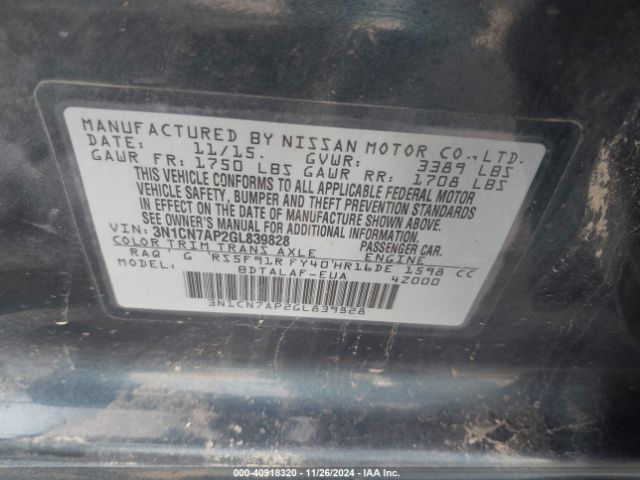 MANUFACTURED BY NISSAN MOTOR CO., LTD.
DATE: 11/15. GVWR: 3389 LBS
GAWR FR: 1750 LBS GAWR RR: 1708 LBS
THIS VEHICLE CONFORMS TO ALL APPLICABLE FEDERAL MOTOR
VEHICLE SAFETY, BUMPER AND THEFT PREVENTION STANDARDS
IN EFFECT ON THE DATE OF MANUFACTURE SHOWN ABOVE.
SEE OWNER'S MANUAL FOR ADDITIONAL INFORMATION.
VIN: 3N1CN7AP2GL839828 PASSENGER CAR.
COLOR TRIM TRANS AXLE ENGINE
RAQ G RS5F91R FY40 HR16DE 1598 CC
MODEL: BDTALAF-EUA 4Z000
3N1CN7AP2GL839828
000-40918320 - 11/26/2024 - IAA Inc.